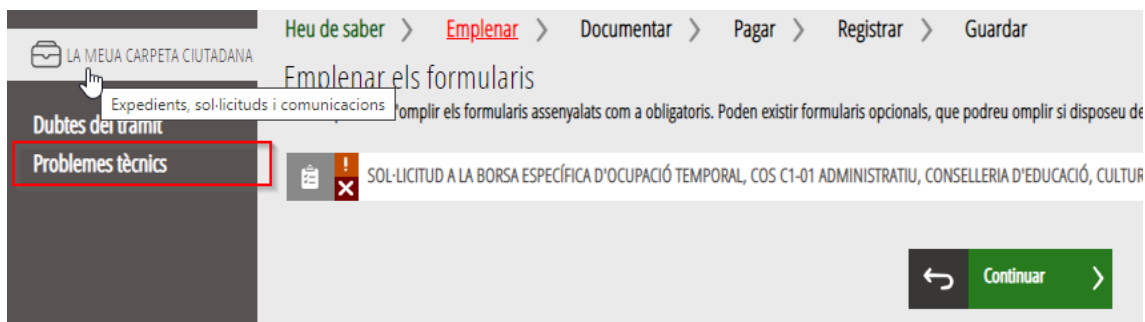 Heu de saber > Emplenar > Documentar > Pagar > Registrar > Guardar
LA MEUA CARPETA CIUTADANA
Emplenar els formularis
Expedients, sol·licituds i comunicacions
d'omplir els formularis assenyalats com a obligatoris. Poden existir formularis opcionals, que podreu omplir si disposeu de
Dubtes del tràmit
Problemes tècnics
SOL·LICITUD A LA BORSA ESPECÍFICA D'OCUPACIÓ TEMPORAL, COS C1-01 ADMINISTRATIU, CONSELLERIA D'EDUCACIÓ, CULTUR
Continuar